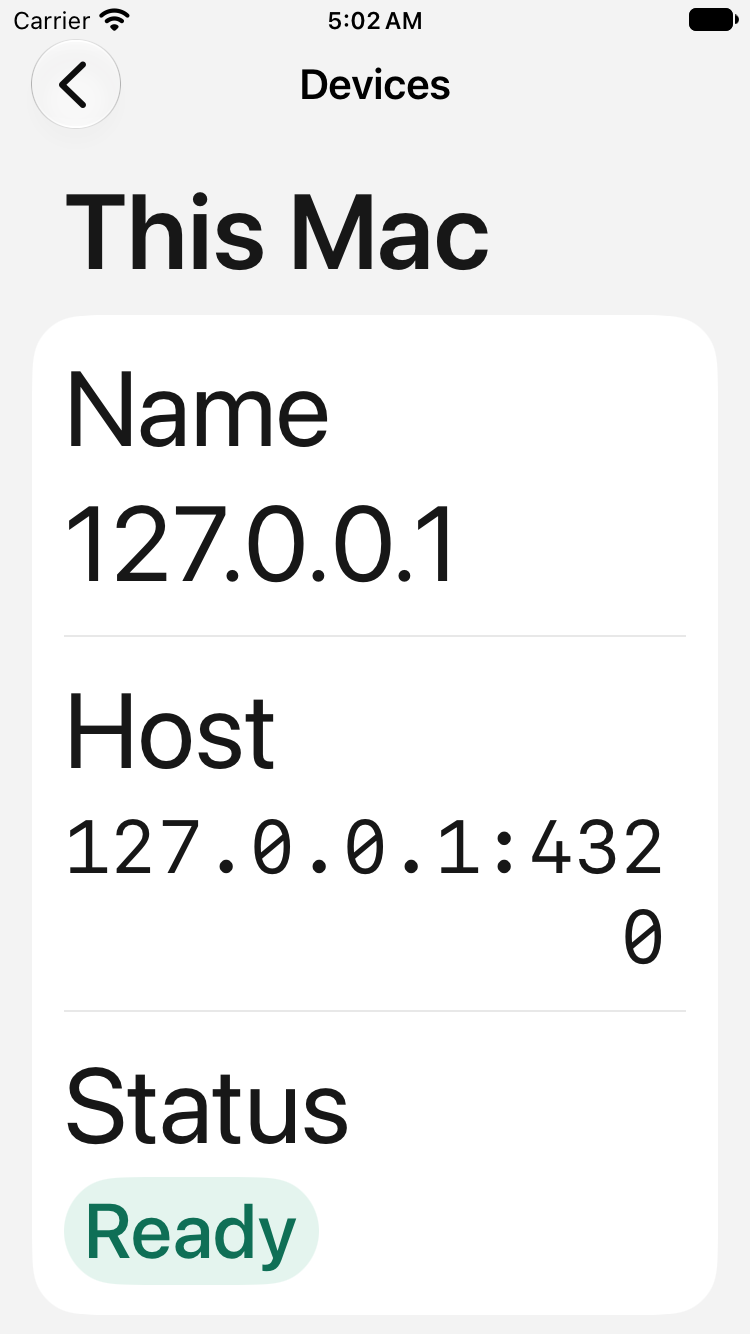 Carrier 5:02 AM
Devices
This Mac
Name
127.0.0.1
Host
127.0.0.1:432
0
Status
Ready